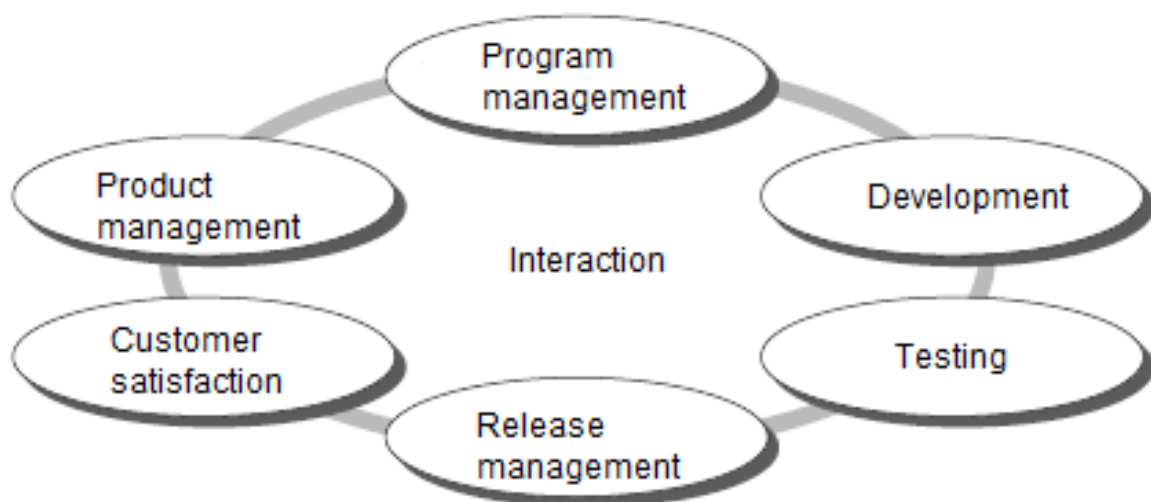 Program
management
Product
management
Development
Interaction
Customer
satisfaction
Testing
Release
management